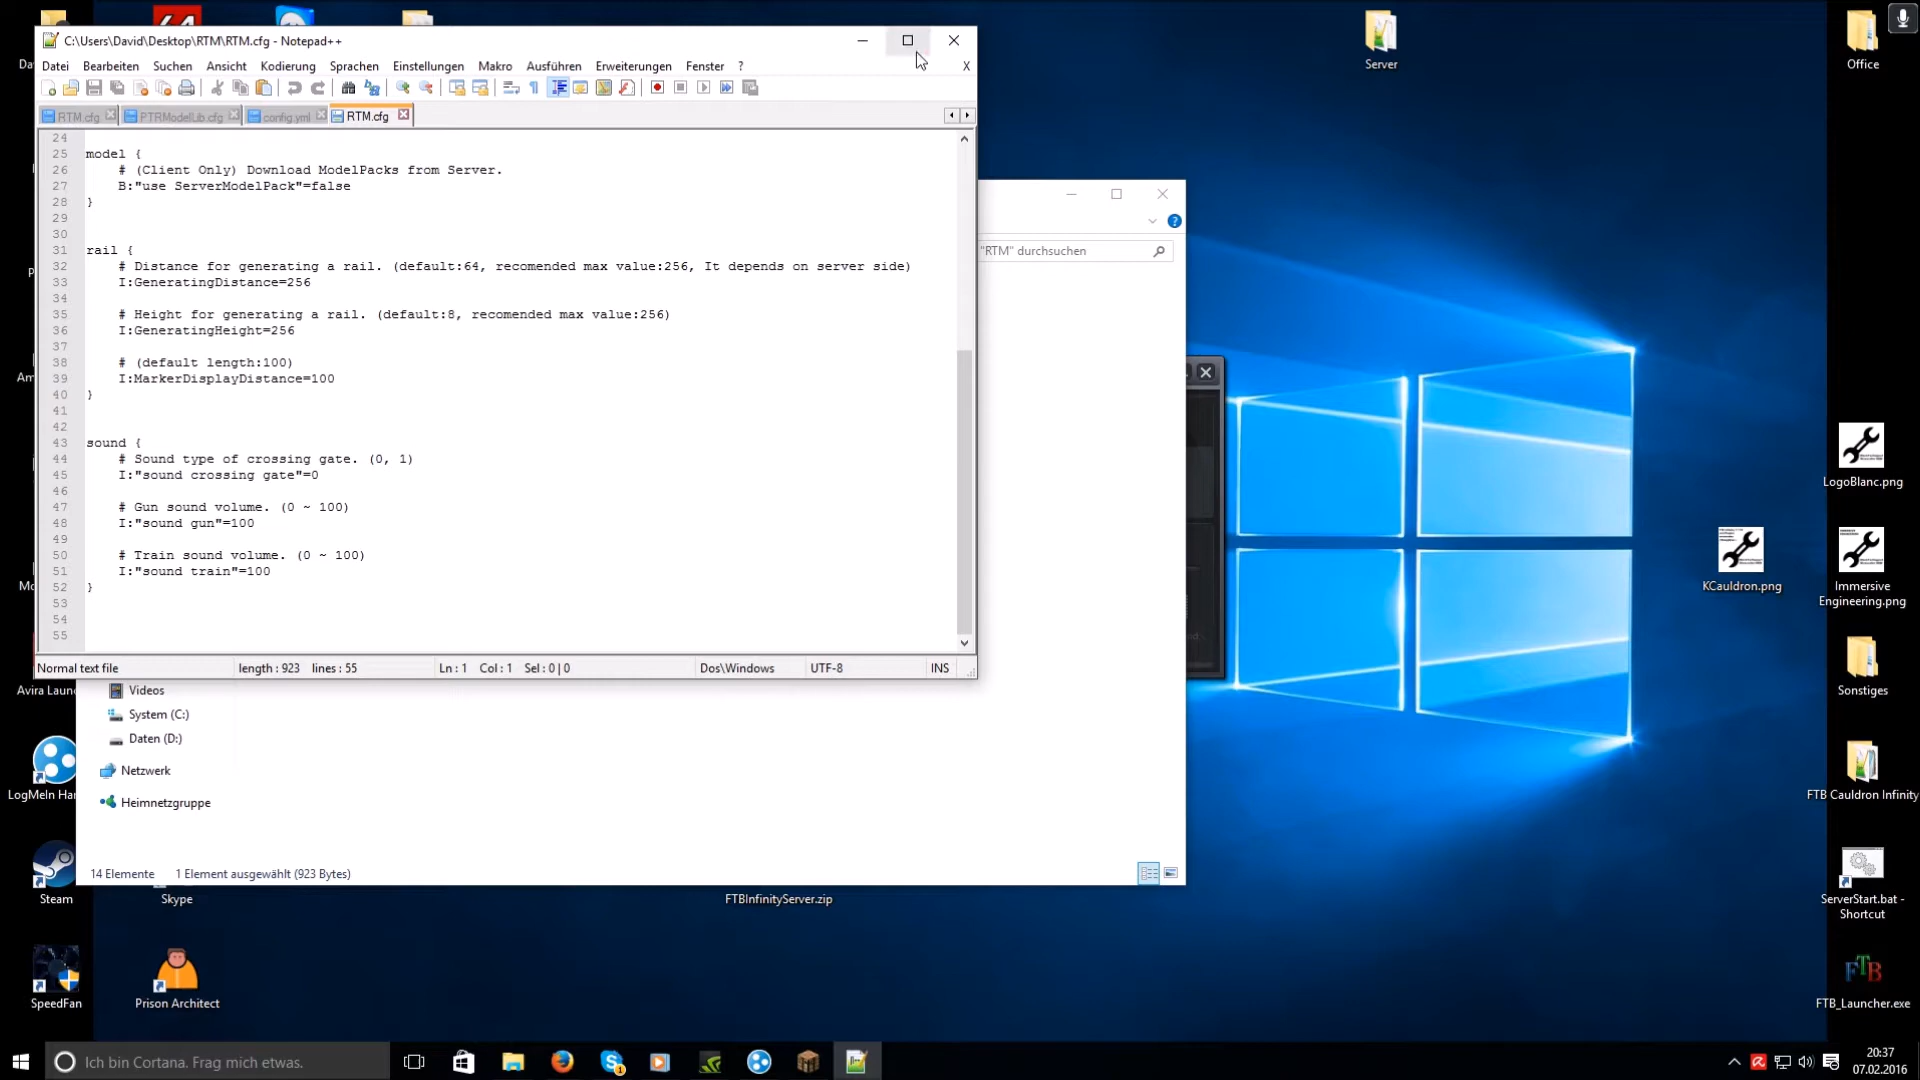 C:\Users\David\Desktop\RTM\RTM.cfg - Notepad++
Datei Bearbeiten Suchen Ansicht Kodierung Sprachen Einstellungen Makro Ausführen Erweiterungen Fenster ? X
RTM.cfg PTRModelLib.cfg config.yml RTM.cfg
24
25 model {
26 # (Client Only) Download ModelPacks from Server.
27 B:"use ServerModelPack"=false
28 }
29
30
31 rail {
32 # Distance for generating a rail. (default:64, recomended max value:256, It depends on server side)
33 I:GeneratingDistance=256
34
35 # Height for generating a rail. (default:8, recomended max value:256)
36 I:GeneratingHeight=256
37
38 # (default length:100)
39 I:MarkerDisplayDistance=100
40 }
41
42
43 sound {
44 # Sound type of crossing gate. (0, 1)
45 I:"sound crossing gate"=0
46
47 # Gun sound volume. (0 ~ 100)
48 I:"sound gun"=100
49
50 # Train sound volume. (0 ~ 100)
51 I:"sound train"=100
52 }
53
54
55
Normal text file length : 923 lines : 55 Ln : 1 Col : 1 Sel : 0 | 0 Dos\Windows UTF-8 INS
"RTM" durchsuchen
Videos
System (C:)
Daten (D:)
Netzwerk
Heimnetzgruppe
14 Elemente 1 Element ausgewählt (923 Bytes)
Avira Laun
LogMeIn Ha
Steam
Skype
SpeedFan
Prison Architect
FTBInfinityServer.zip
Server
Office
LogoBlanc.png
KCauldron.png
Immersive
Engineering.png
Sonstiges
FTB Cauldron Infinity
ServerStart.bat -
Shortcut
FTB
FTB_Launcher.exe
Ich bin Cortana. Frag mich etwas.
20:37
07.02.2016